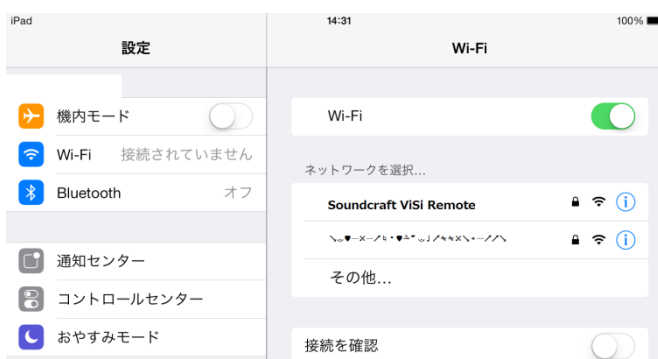 iPad 14:31 100%
設定
Wi-Fi
機内モード
Wi-Fi 接続されていません
Bluetooth オフ
通知センター
コントロールセンター
おやすみモード
Wi-Fi
ネットワークを選択...
Soundcraft ViSi Remote
その他...
接続を確認